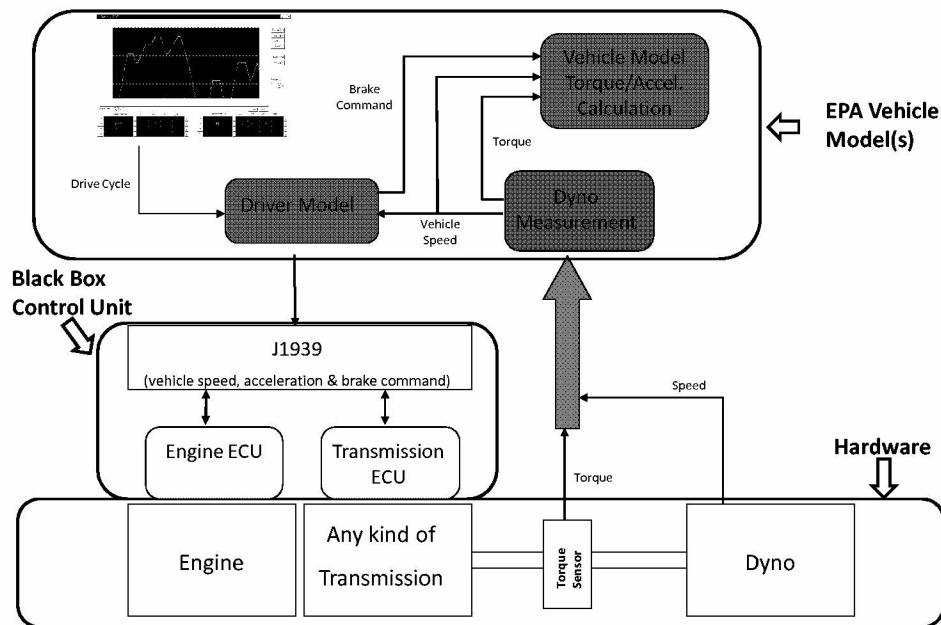 Vehicle Model
Torque/Accel.
Calculation
Brake
Command
EPA Vehicle
Model(s)
Torque
Drive Cycle
Driver Model
Vehicle
Speed
Dyno
Measurement
Black Box
Control Unit
J1939
(vehicle speed, acceleration & brake command)
Speed
Engine ECU
Transmission
ECU
Torque
Hardware
Engine
Any kind of
Transmission
Torque
Sensor
Dyno